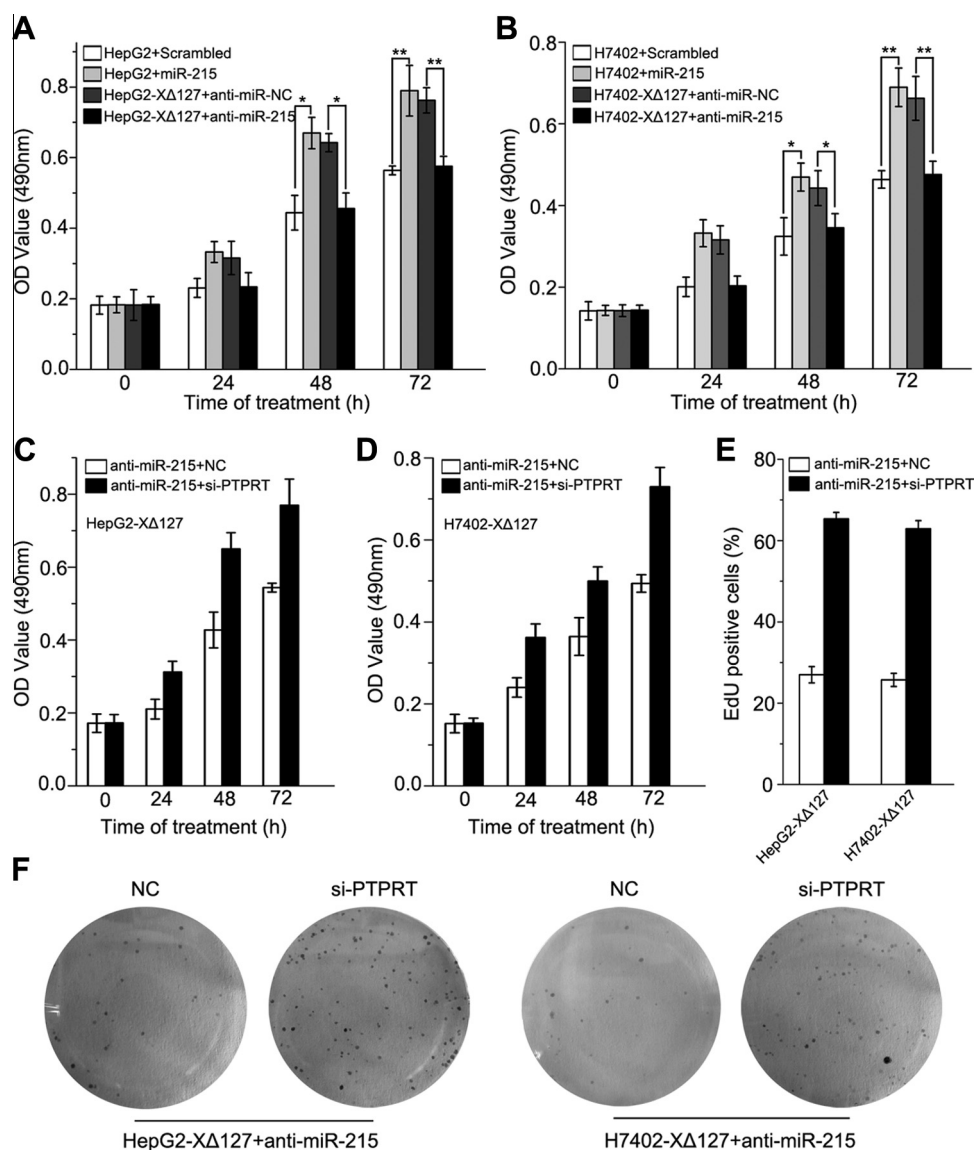 A
HepG2+Scrambled
HepG2+miR-215
HepG2-XΔ127+anti-miR-NC
HepG2-XΔ127+anti-miR-215
** **
* *
OD Value (490nm)
0.8
0.6
0.4
0.2
0.0
0 24 48 72
Time of treatment (h)
B
H7402+Scrambled
H7402+miR-215
H7402-XΔ127+anti-miR-NC
H7402-XΔ127+anti-miR-215
** **
* *
OD Value (490nm)
0.8
0.6
0.4
0.2
0.0
0 24 48 72
Time of treatment (h)
C
anti-miR-215+NC
anti-miR-215+si-PTPRT
HepG2-XΔ127
OD Value (490nm)
0.8
0.6
0.4
0.2
0.0
0 24 48 72
Time of treatment (h)
D
anti-miR-215+NC
anti-miR-215+si-PTPRT
H7402-XΔ127
OD Value (490nm)
0.8
0.6
0.4
0.2
0.0
0 24 48 72
Time of treatment (h)
E
anti-miR-215+NC
anti-miR-215+si-PTPRT
EdU positive cells (%)
80
60
40
20
0
HepG2-XΔ127
H7402-XΔ127
F
NC si-PTPRT NC si-PTPRT
HepG2-XΔ127+anti-miR-215 H7402-XΔ127+anti-miR-215